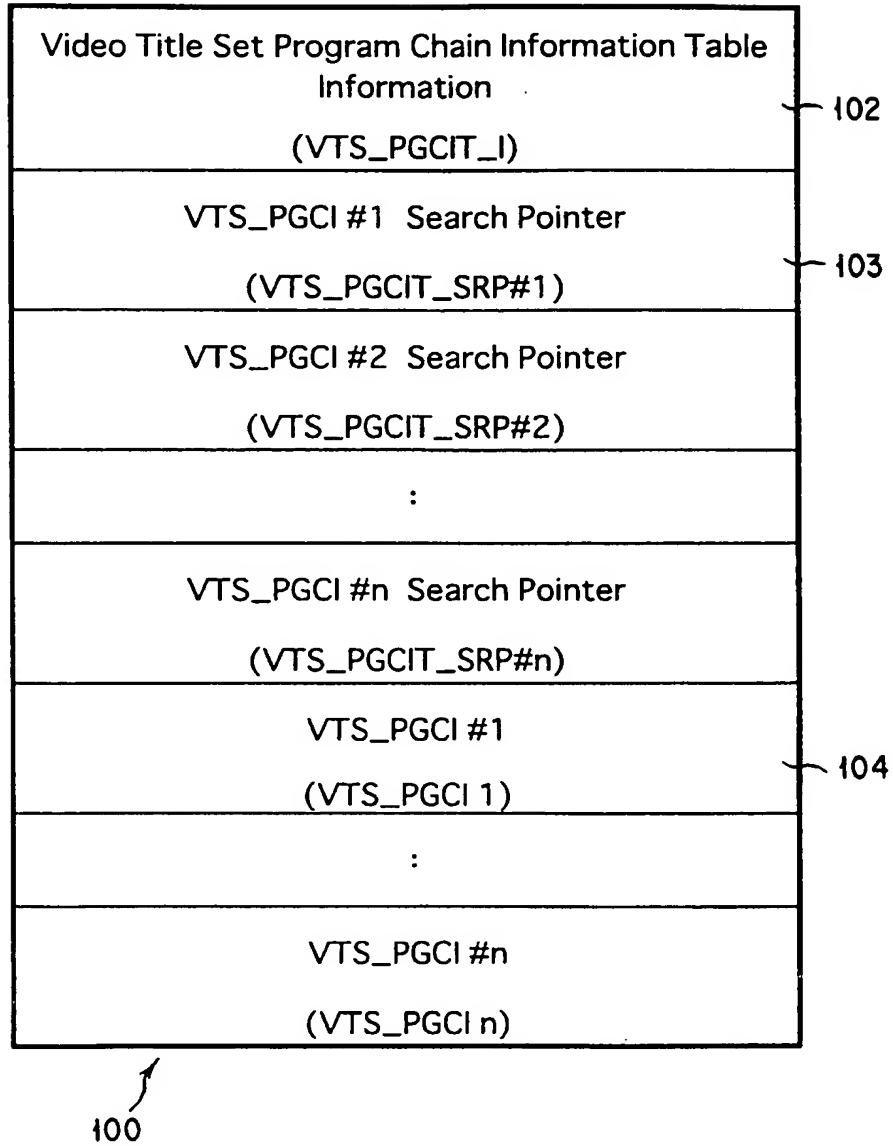 Video Title Set Program Chain Information Table
Information
(VTS_PGCIT_I)
102
VTS_PGCI #1 Search Pointer
(VTS_PGCIT_SRP#1)
103
VTS_PGCI #2 Search Pointer
(VTS_PGCIT_SRP#2)
:
VTS_PGCI #n Search Pointer
(VTS_PGCIT_SRP#n)
VTS_PGCI #1
(VTS_PGCI 1)
104
:
VTS_PGCI #n
(VTS_PGCI n)
100